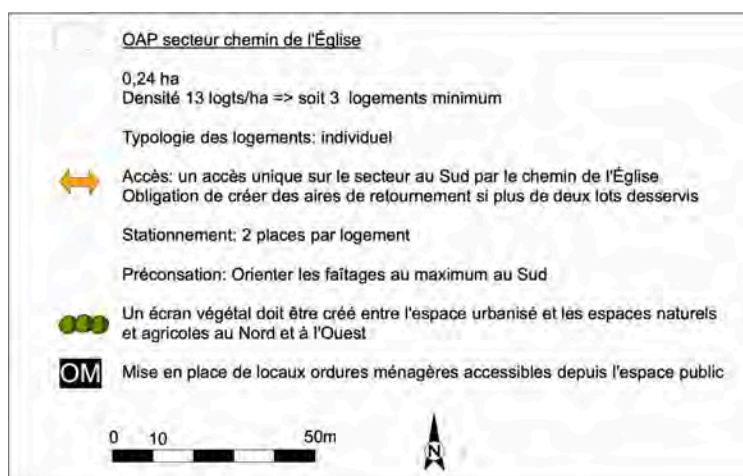 OAP secteur chemin de l'Église
0,24 ha
Densité 13 logts/ha => soit 3 logements minimum
Typologie des logements: individuel
Accès: un accès unique sur le secteur au Sud par le chemin de l'Église
Obligation de créer des aires de retournement si plus de deux lots desservis
Stationnement: 2 places par logement
Préconsation: Orienter les faîtages au maximum au Sud
Un écran végétal doit être créé entre l'espace urbanisé et les espaces naturels
et agricoles au Nord et à l'Ouest
OM Mise en place de locaux ordures ménagères accessibles depuis l'espace public
0 10 50m
N